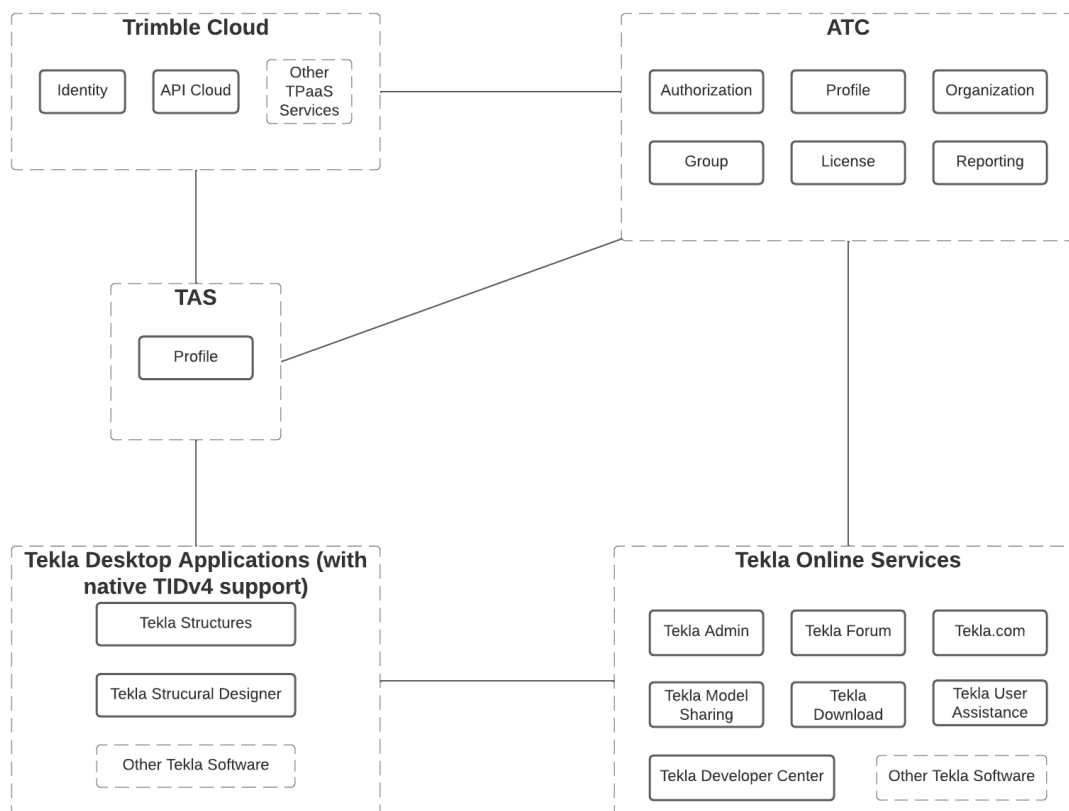 Trimble Cloud
Identity
API Cloud
Other
TPaaS
Services
ATC
Authorization
Profile
Organization
Group
License
Reporting
TAS
Profile
Tekla Desktop Applications (with
native TIDv4 support)
Tekla Structures
Tekla Strucural Designer
Other Tekla Software
Tekla Online Services
Tekla Admin
Tekla Forum
Tekla.com
Tekla Model
Sharing
Tekla
Download
Tekla User
Assistance
Tekla Developer Center
Other Tekla Software